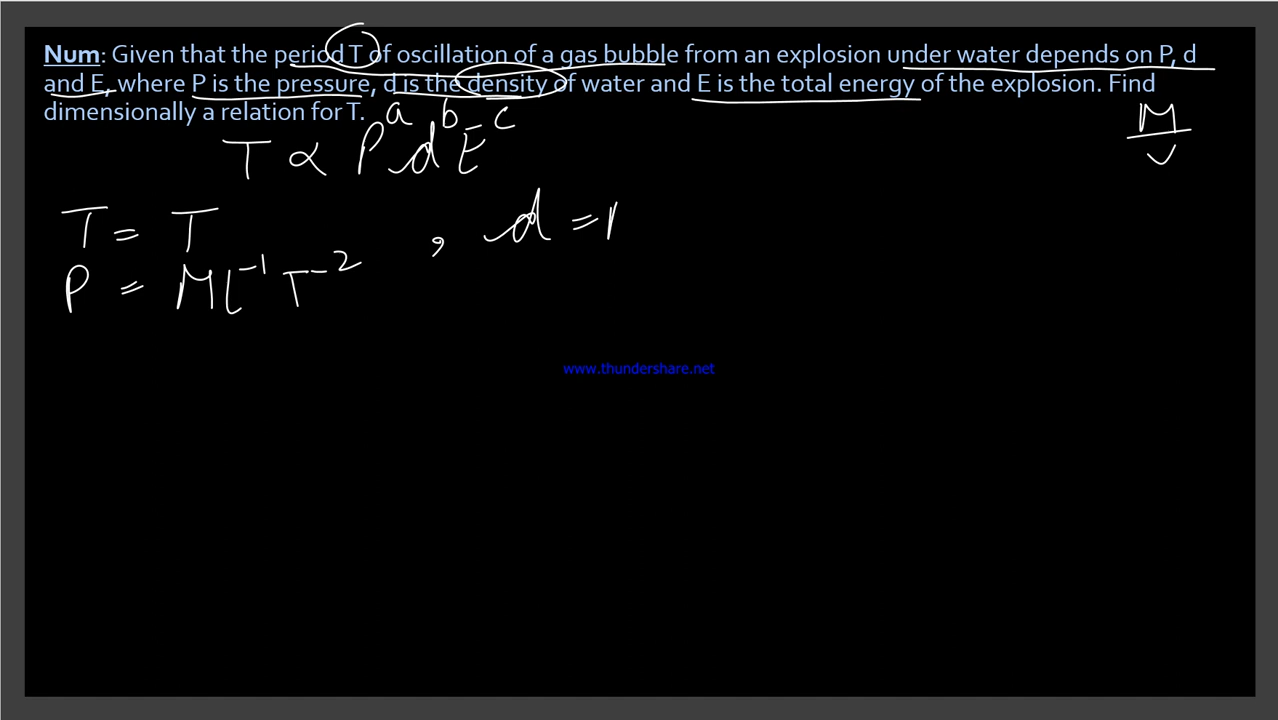 Num: Given that the period T of oscillation of a gas bubble from an explosion under water depends on P, d
and E, where P is the pressure, d is the density of water and E is the total energy of the explosion. Find
dimensionally a relation for T.
M/V
T ∝ P^a d^b E^c
T = T
, d =
P = ML^-1 T^-2
www.thundershare.net